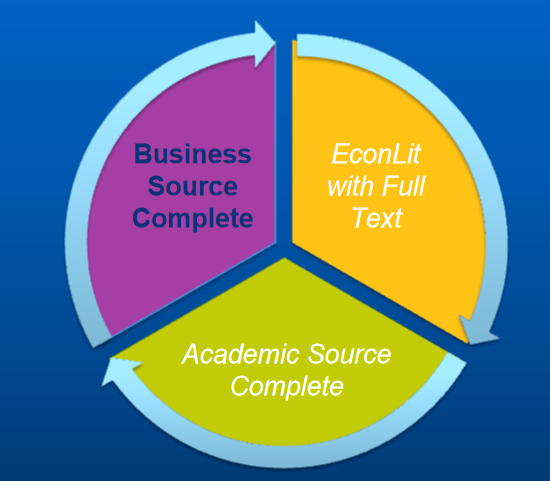 Business
Source
Complete
EconLit
with Full
Text
Academic Source
Complete